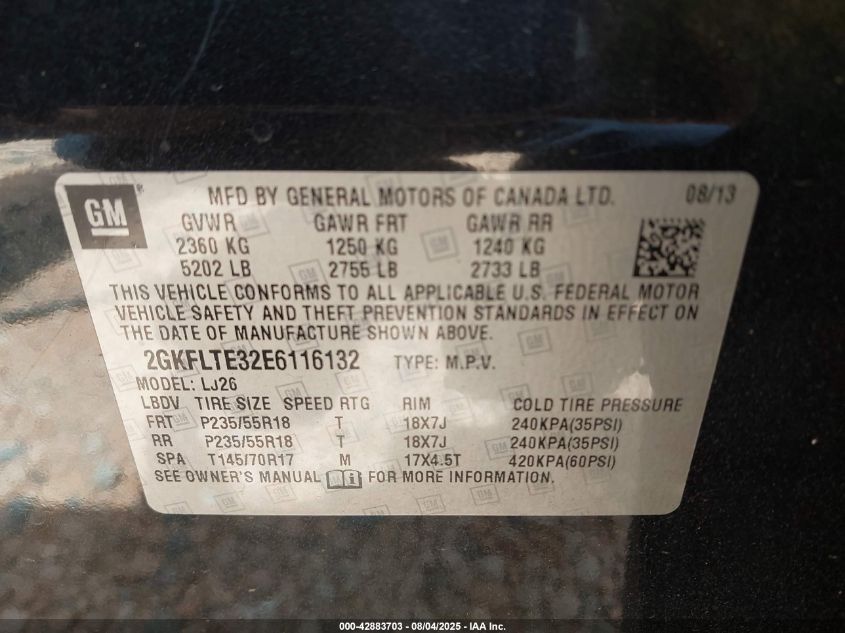 GM
MFD BY GENERAL MOTORS OF CANADA LTD. 08/13
GVWR GAWR FRT GAWR RR
2360 KG 1250 KG 1240 KG
5202 LB 2755 LB 2733 LB
THIS VEHICLE CONFORMS TO ALL APPLICABLE U.S. FEDERAL MOTOR
VEHICLE SAFETY AND THEFT PREVENTION STANDARDS IN EFFECT ON
THE DATE OF MANUFACTURE SHOWN ABOVE.
2GKFLTE32E6116132 TYPE: M.P.V.
MODEL: LJ26
LBDV TIRE SIZE SPEED RTG RIM COLD TIRE PRESSURE
FRT P235/55R18 T 18X7J 240KPA(35PSI)
RR P235/55R18 T 18X7J 240KPA(35PSI)
SPA T145/70R17 M 17X4.5T 420KPA(60PSI)
SEE OWNER'S MANUAL FOR MORE INFORMATION.
000-42883703 - 08/04/2025 - IAA Inc.